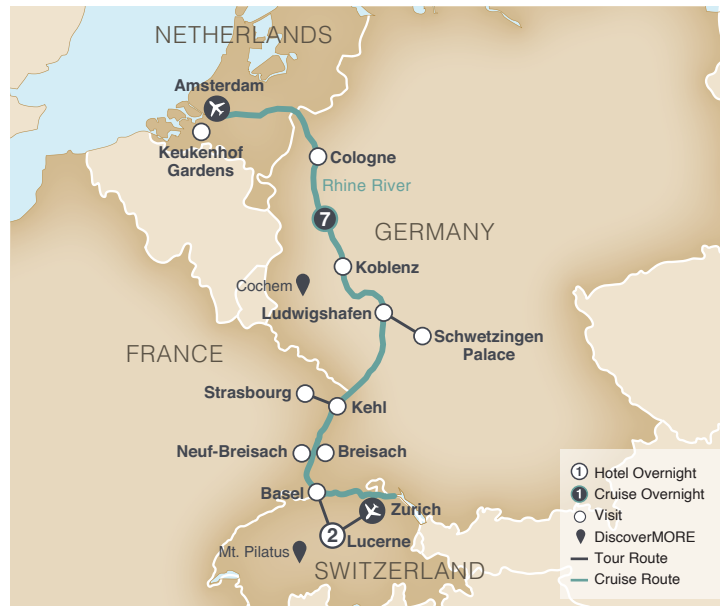 NETHERLANDS
Amsterdam
Keukenhof
Gardens
Cologne
Rhine River
7
GERMANY
Koblenz
Cochem
Ludwigshafen
Schwetzingen
Palace
FRANCE
Strasbourg
Kehl
Neuf-Breisach
Breisach
Basel
Zurich
2
Lucerne
Mt. Pilatus
SWITZERLAND
1 Hotel Overnight
1 Cruise Overnight
Visit
DiscoverMORE
Tour Route
Cruise Route